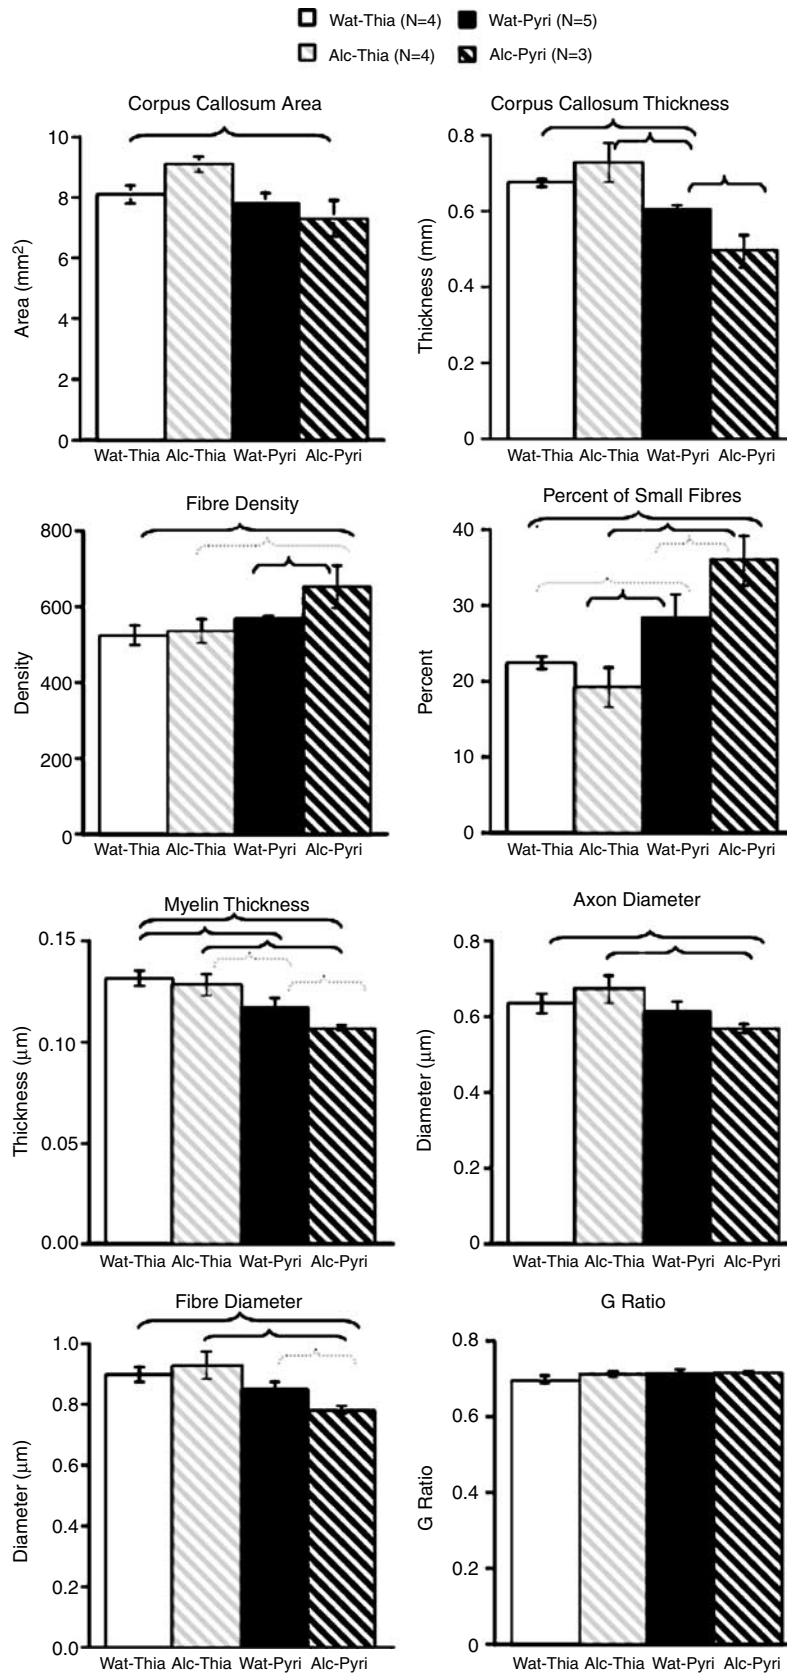 Wat-Thia (N=4) Wat-Pyri (N=5)
Alc-Thia (N=4) Alc-Pyri (N=3)
Corpus Callosum Area
10
8
6
4
2
0
Area (mm²)
Wat-Thia Alc-Thia Wat-Pyri Alc-Pyri
Corpus Callosum Thickness
0.8
0.6
0.4
0.2
0
Thickness (mm)
Wat-Thia Alc-Thia Wat-Pyri Alc-Pyri
Fibre Density
800
600
400
200
0
Density
Wat-Thia Alc-Thia Wat-Pyri Alc-Pyri
Percent of Small Fibres
40
30
20
10
0
Percent
Wat-Thia Alc-Thia Wat-Pyri Alc-Pyri
Myelin Thickness
0.15
0.10
0.05
0.00
Thickness (μm)
Wat-Thia Alc-Thia Wat-Pyri Alc-Pyri
Axon Diameter
0.8
0.6
0.4
0.2
0
Diameter (μm)
Wat-Thia Alc-Thia Wat-Pyri Alc-Pyri
Fibre Diameter
1.0
0.8
0.6
0.4
0.2
0.0
Diameter (μm)
Wat-Thia Alc-Thia Wat-Pyri Alc-Pyri
G Ratio
0.8
0.6
0.4
0.2
0
G Ratio
Wat-Thia Alc-Thia Wat-Pyri Alc-Pyri